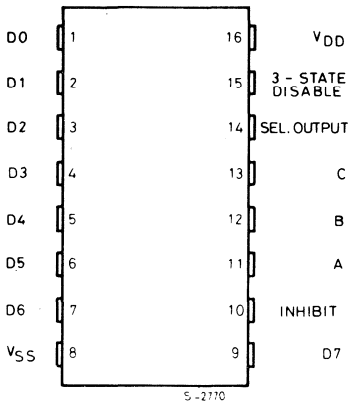 D0 1 16 VDD
D1 2 15 3 - STATE
DISABLE
D2 3 14 SEL. OUTPUT
D3 4 13 C
D4 5 12 B
D5 6 11 A
D6 7 10 INHIBIT
VSS 8 9 D7
S-2770